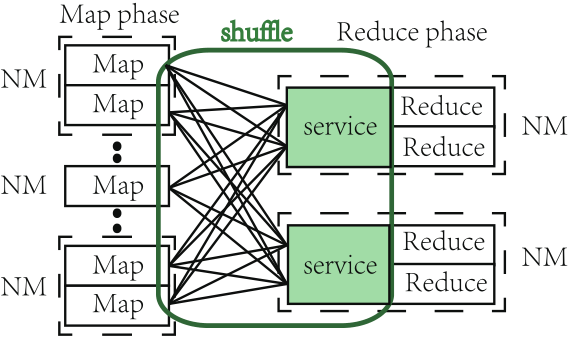 Map phase
shuffle
Reduce phase
NM
Map
Map
NM
Map
NM
Map
Map
service
Reduce
Reduce
NM
service
Reduce
Reduce
NM